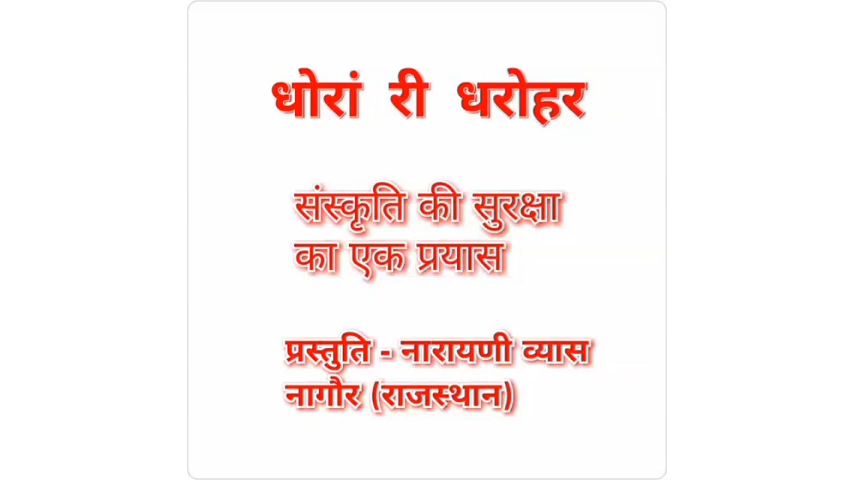 धोरां री धरोहर
संस्कृति की सुरक्षा
का एक प्रयास
प्रस्तुति - नारायणी व्यास
नागौर (राजस्थान)